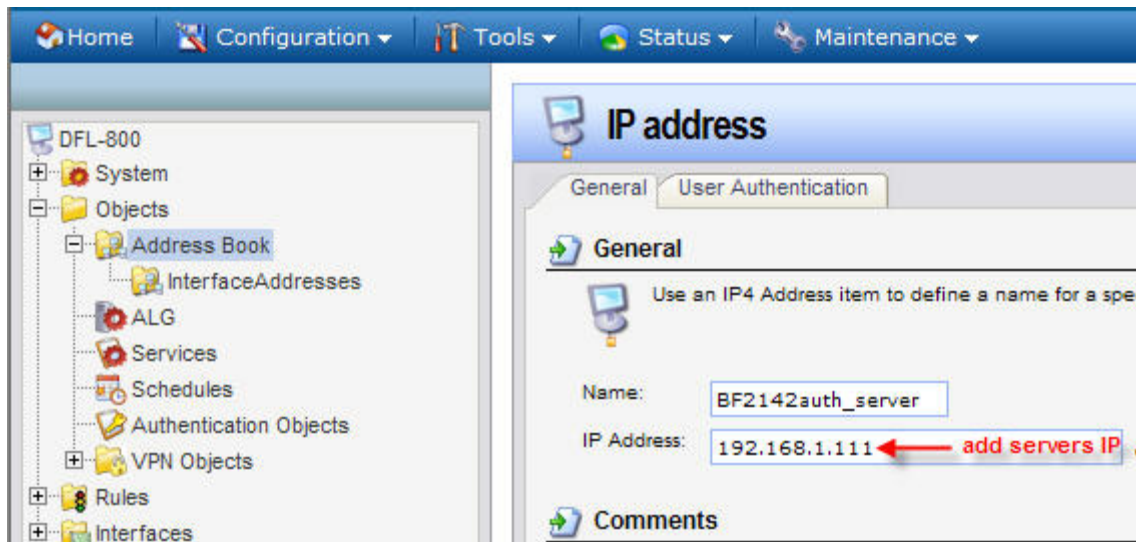 Home Configuration Tools Status Maintenance
DFL-800
System
Objects
Address Book
InterfaceAddresses
ALG
Services
Schedules
Authentication Objects
VPN Objects
Rules
Interfaces
IP address
General User Authentication
General
Use an IP4 Address item to define a name for a
Name: BF2142auth_server
IP Address: 192.168.1.111 add servers IP
Comments